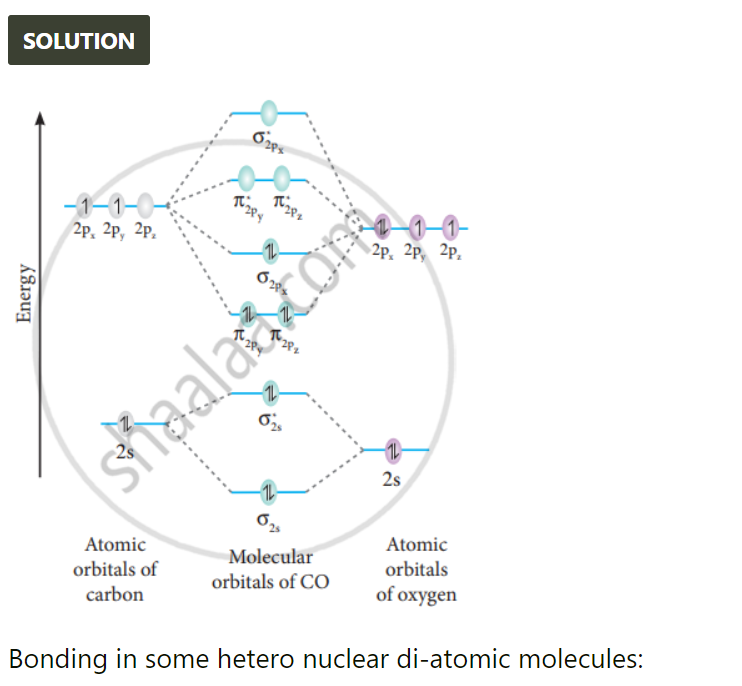 SOLUTION
σ*2px
π*2py π*2pz
2px 2py 2pz
2px 2py 2pz
σ2px
π2py π2pz
Energy
σ*2s
2s
2s
σ2s
Atomic
orbitals of
carbon
Molecular
orbitals of CO
Atomic
orbitals
of oxygen
shaalaa.com
Bonding in some hetero nuclear di-atomic molecules: